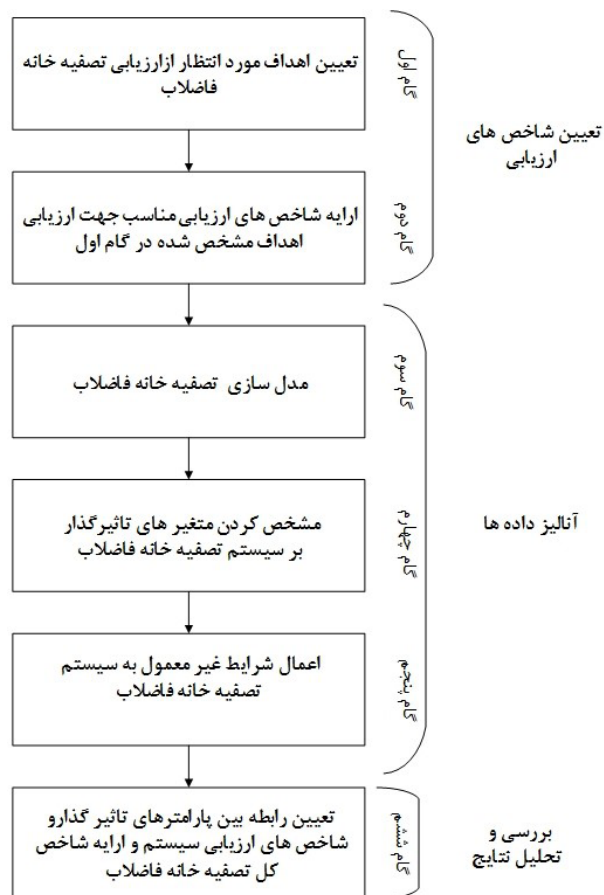 تعیین اهداف مورد انتظار ازارزیابی تصفیه خانه
فاضلاب
گام اول
تعیین شاخص های
ارزیابی
ارایه شاخص های ارزیابی مناسب جهت ارزیابی
اهداف مشخص شده در گام اول
گام دوم
مدل سازی تصفیه خانه فاضلاب
گام سوم
مشخص کردن متغیر های تاثیرگذار
بر سیستم تصفیه خانه فاضلاب
گام چهارم
آنالیز داده ها
اعمال شرایط غیر معمول به سیستم
تصفیه خانه فاضلاب
گام پنجم
تعیین رابطه بین پارامترهای تاثیر گذارو
شاخص های ارزیابی سیستم و ارایه شاخص
کل تصفیه خانه فاضلاب
گام ششم
بررسی و
تحلیل نتایج